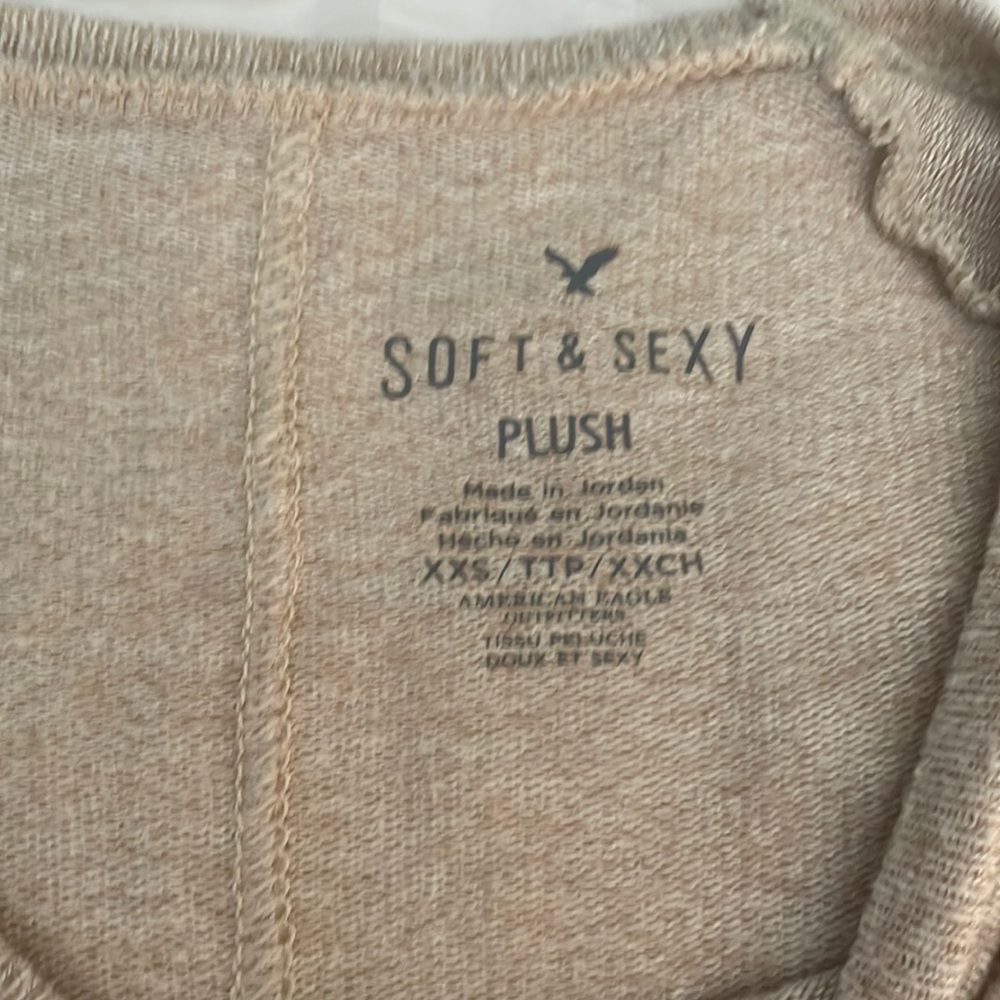 SOFT & SEXY
PLUSH
Made in Jordan
Fabriqué en Jordanie
Hecho en Jordania
XXS/TTP/XXCH
AMERICAN EAGLE
OUTFITTERS
TISSU PELUCHE
DOUX ET SEXY